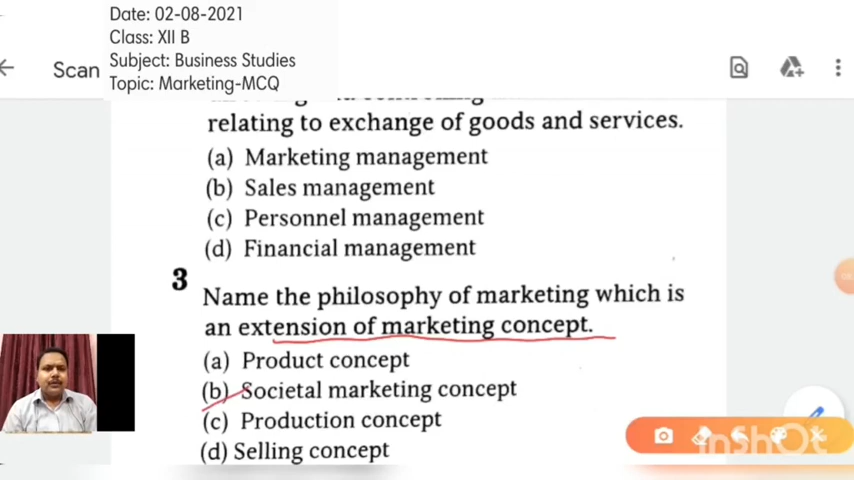 Date: 02-08-2021
Class: XII B
Subject: Business Studies
Topic: Marketing-MCQ
Scan
relating to exchange of goods and services.
(a) Marketing management
(b) Sales management
(c) Personnel management
(d) Financial management
3
Name the philosophy of marketing which is
an extension of marketing concept.
(a) Product concept
(b) Societal marketing concept
(c) Production concept
(d) Selling concept
InShOt